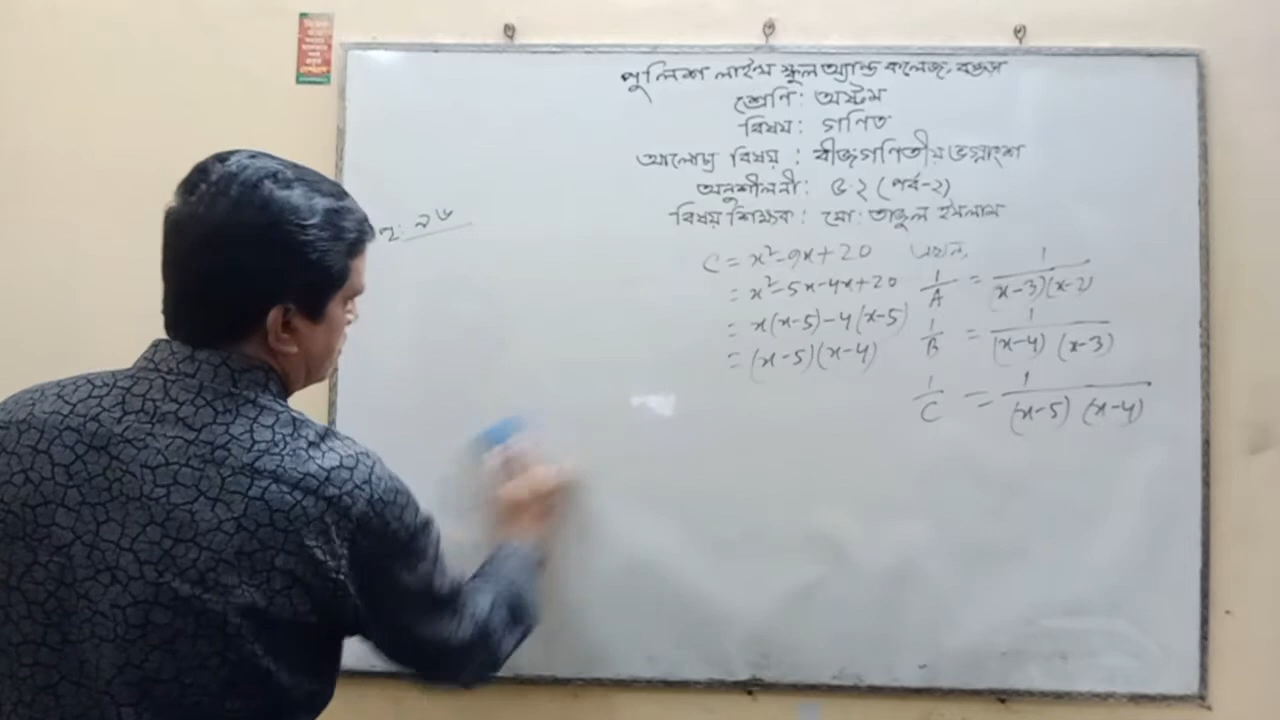 পুলিশ লাইন্স স্কুল অ্যান্ড কলেজ, বগুড়া
শ্রেণি: অষ্টম
বিষয়: গণিত
আলোচ্য বিষয়: বীজগণিতীয় ভগ্নাংশ
অনুশীলনী: ৫.২ (পর্ব-২)
বিষয় শিক্ষক: মো: তাজুল ইসলাম
C = x²-9x+20
= x²-5x-4x+20
= x(x-5)-4(x-5)
= (x-5)(x-4)
এখন,
1/A = 1/(x-3)(x-2)
1/B = 1/(x-4)(x-3)
1/C = 1/(x-5)(x-4)